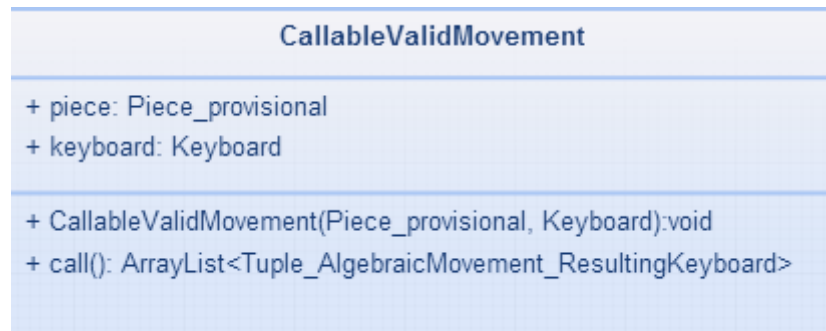 CallableValidMovement
+ piece: Piece_provisional
+ keyboard: Keyboard
+ CallableValidMovement(Piece_provisional, Keyboard):void
+ call(): ArrayList<Tuple_AlgebraicMovement_ResultingKeyboard>